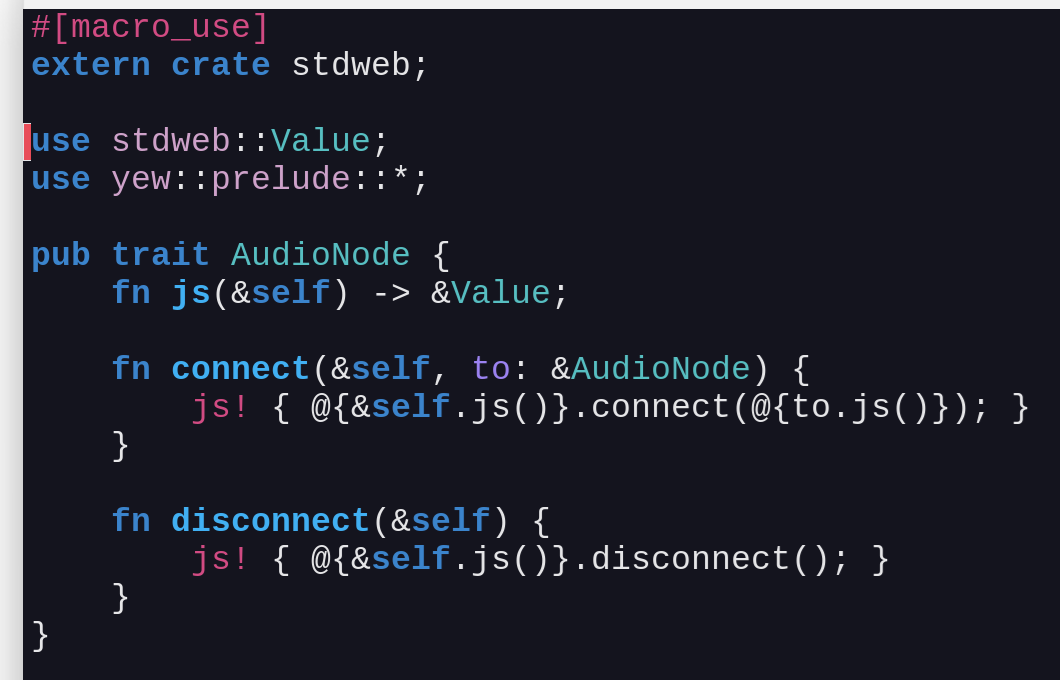 #[macro_use]
extern crate stdweb;

use stdweb::Value;
use yew::prelude::*;

pub trait AudioNode {
    fn js(&self) -> &Value;

    fn connect(&self, to: &AudioNode) {
        js! { @{&self.js()}.connect(@{to.js()}); }
    }

    fn disconnect(&self) {
        js! { @{&self.js()}.disconnect(); }
    }
}